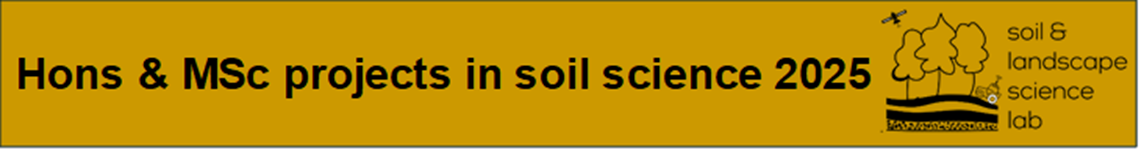 Hons & MSc projects in soil science 2025
soil &
landscape
science
lab